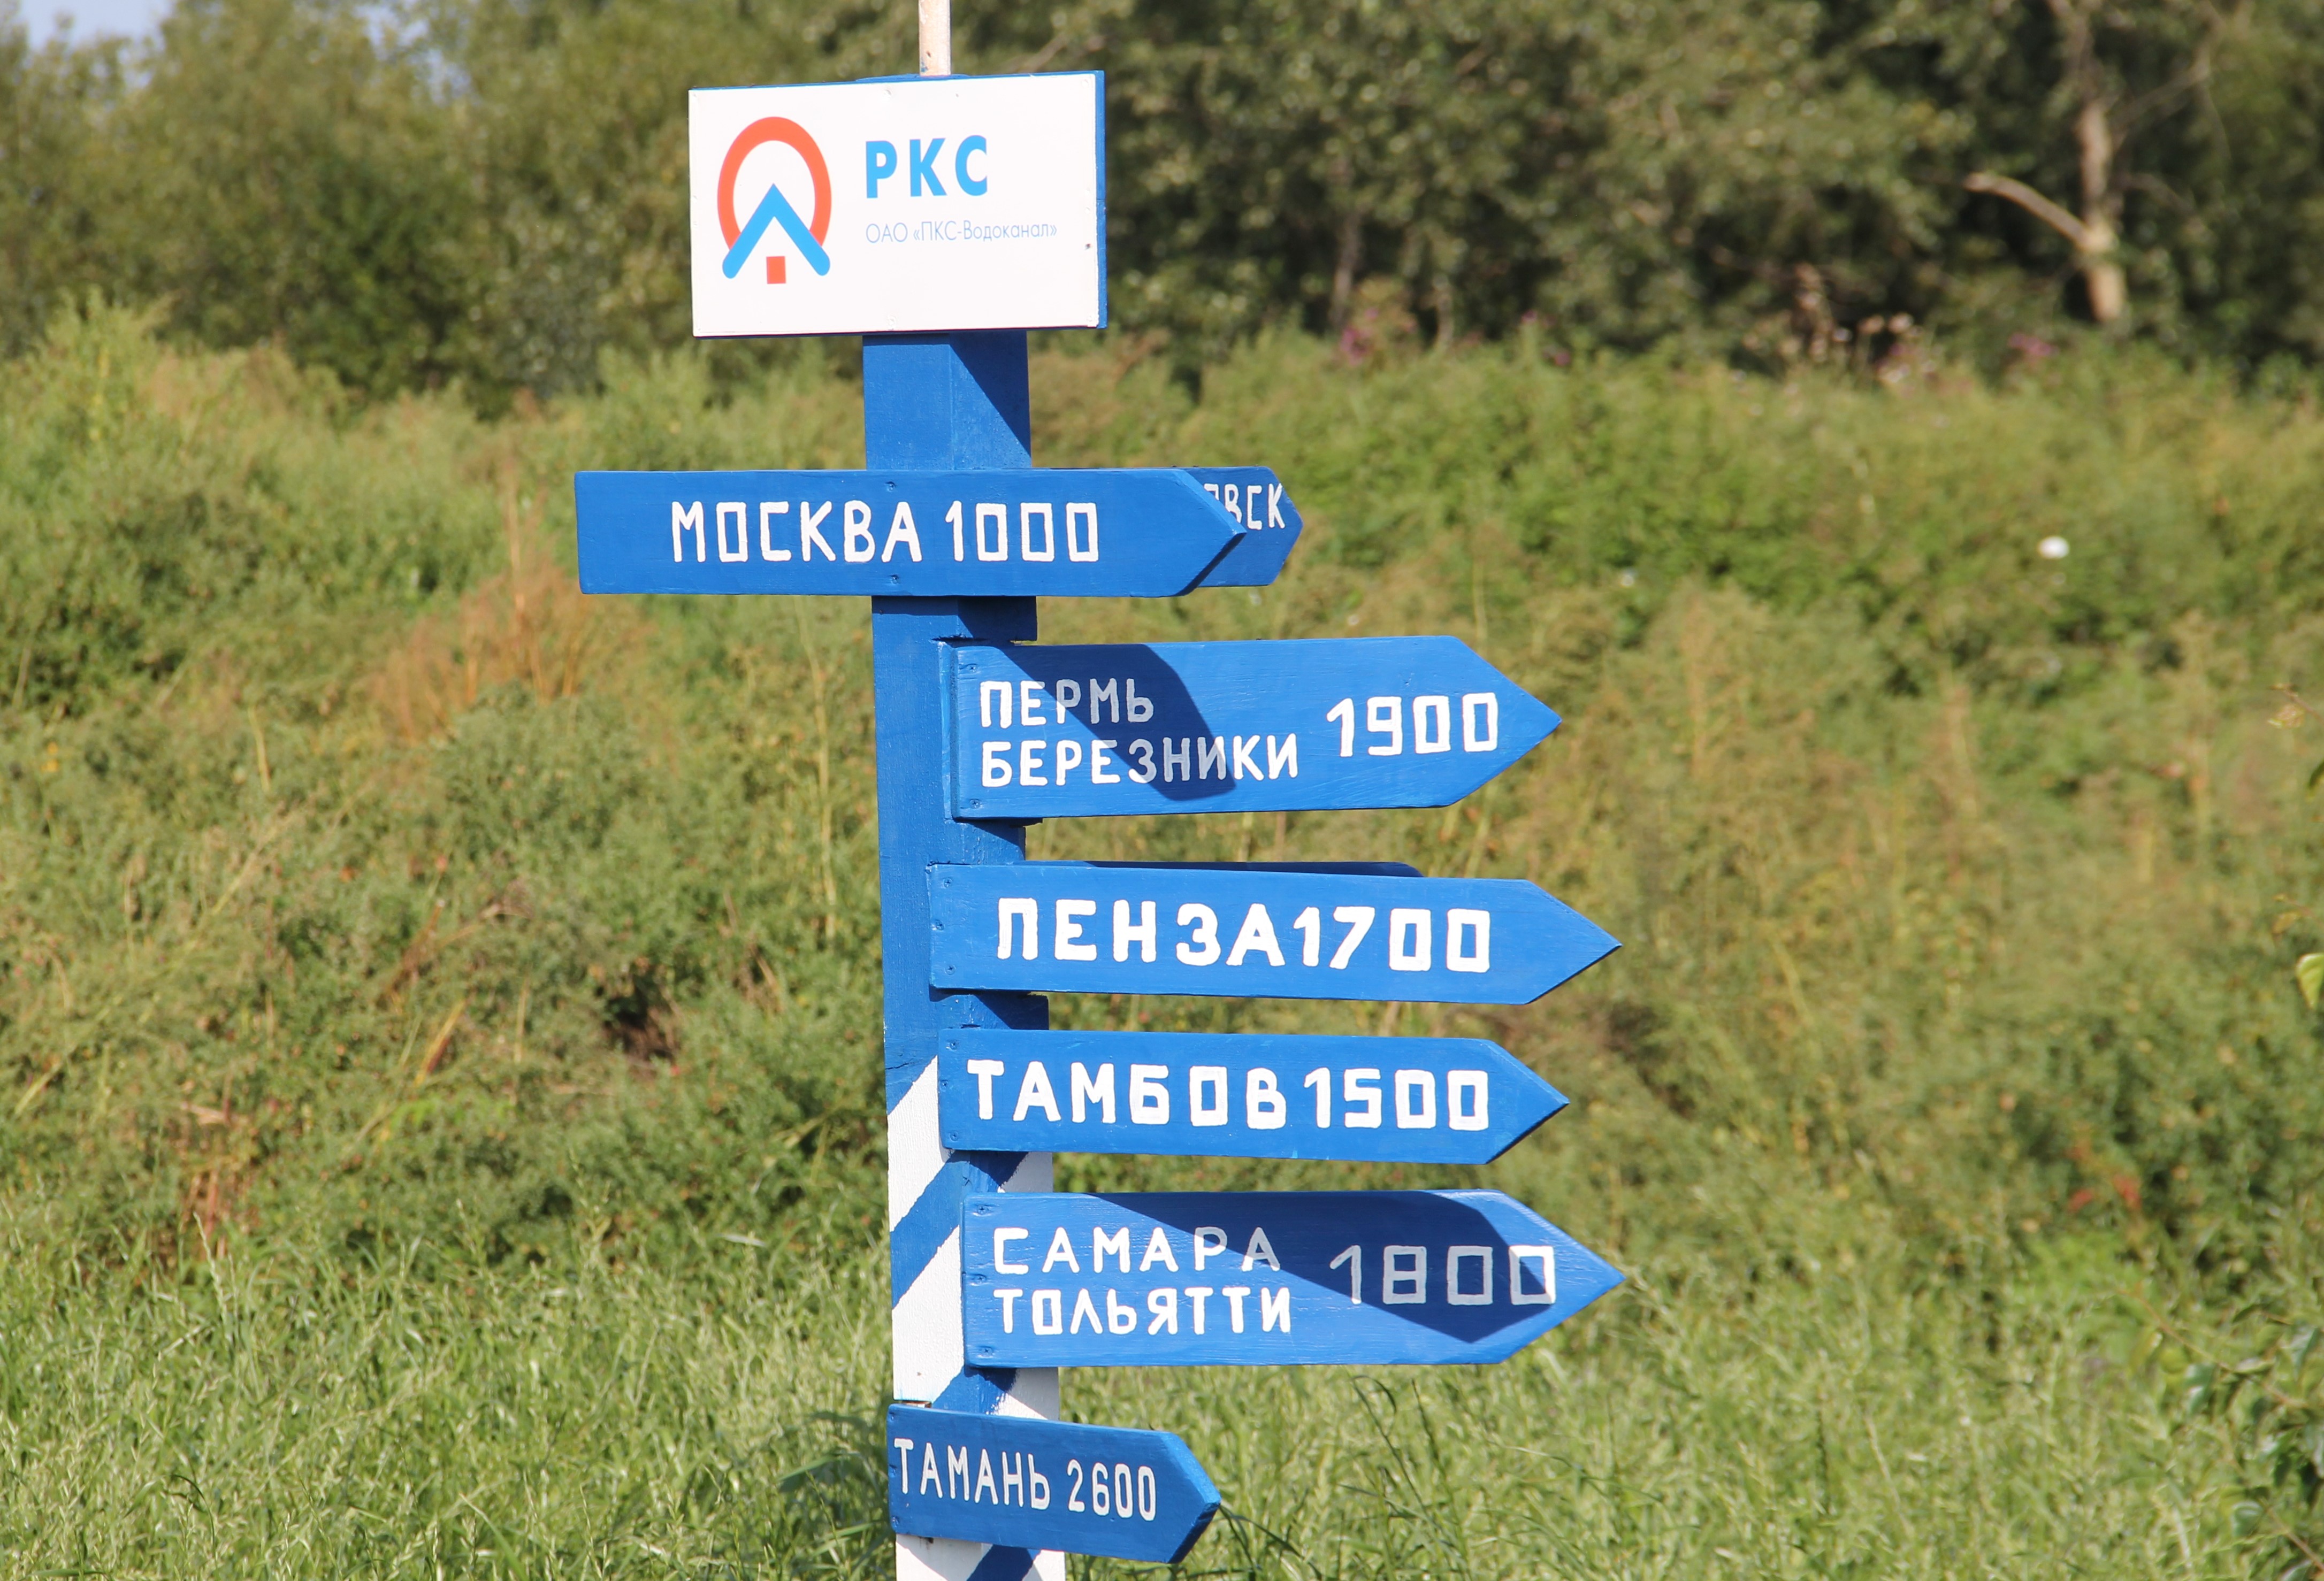 РКС
ОАО «ПКС-Водоканал»
МОСКВА 1000
ПЕРМЬ
БЕРЕЗНИКИ 1900
ПЕНЗА 1700
ТАМБОВ 1500
САМАРА
ТОЛЬЯТТИ 1800
ТАМАНЬ 2600